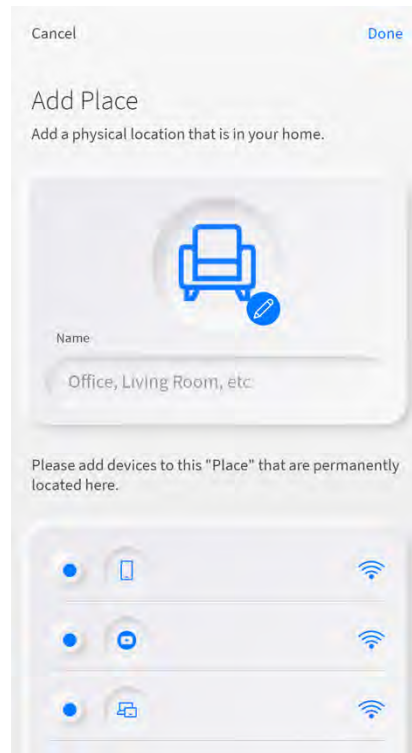 Cancel
Done
Add Place
Add a physical location that is in your home.
Name
Office, Living Room, etc
Please add devices to this "Place" that are permanently
located here.